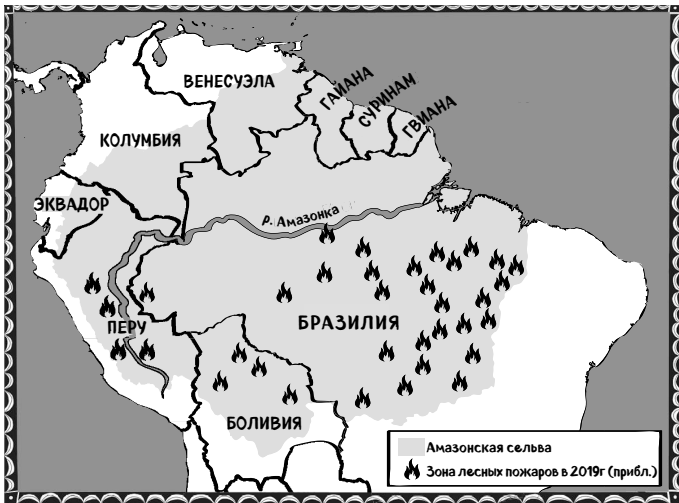 ВЕНЕСУЭЛА
ГАЙАНА
СУРИНАМ
ГВИАНА
КОЛУМБИЯ
ЭКВАДОР
р. Амазонка
ПЕРУ
БРАЗИЛИЯ
БОЛИВИЯ
Амазонская сельва
Зона лесных пожаров в 2019г (прибл.)